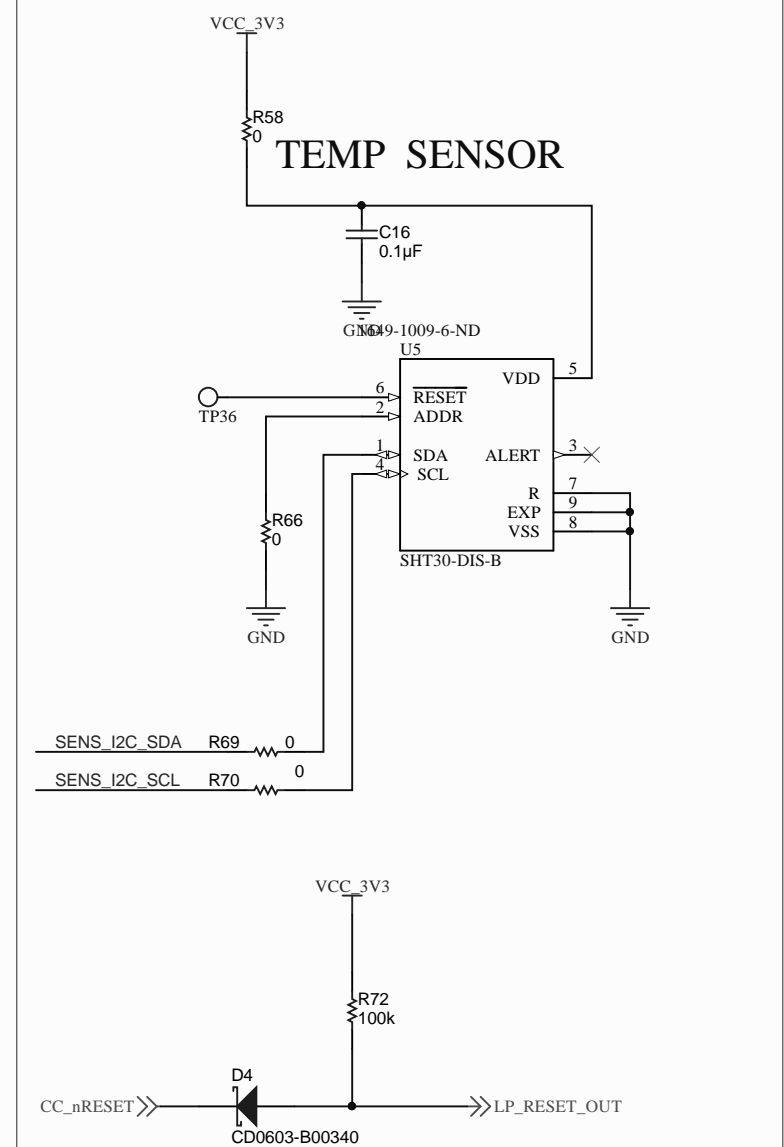 VCC_3V3
R58
0
TEMP SENSOR
C16
0.1µF
GND
1649-1009-6-ND
U5
VDD 5
6 RESET
TP36
2 ADDR
1 SDA
ALERT 3
4 SCL
R 7
EXP 9
VSS 8
R66
0
SHT30-DIS-B
GND
GND
SENS_I2C_SDA R69 0
SENS_I2C_SCL R70 0
VCC_3V3
R72
100k
D4
CC_nRESET
LP_RESET_OUT
CD0603-B00340